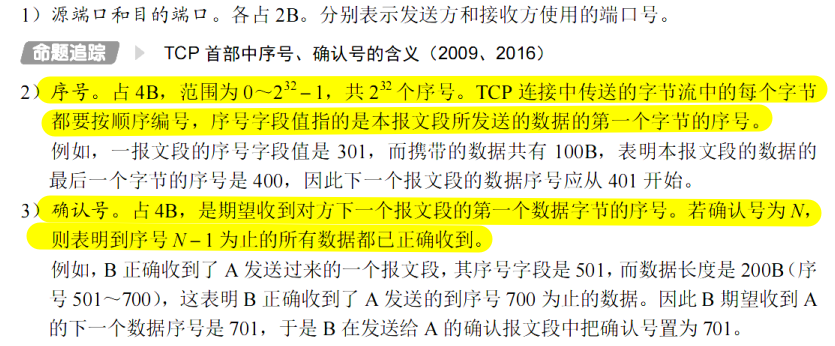 1）源端口和目的端口。各占 2B。分别表示发送方和接收方使用的端口号。
命题追踪 ▶ TCP 首部中序号、确认号的含义（2009、2016）
2）序号。占 4B，范围为 0～2³² – 1，共 2³² 个序号。TCP 连接中传送的字节流中的每个字节
都要按顺序编号，序号字段值指的是本报文段所发送的数据的第一个字节的序号。
例如，一报文段的序号字段值是 301，而携带的数据共有 100B，表明本报文段的数据的
最后一个字节的序号是 400，因此下一个报文段的数据序号应从 401 开始。
3）确认号。占 4B，是期望收到对方下一个报文段的第一个数据字节的序号。若确认号为 N，
则表明到序号 N – 1 为止的所有数据都已正确收到。
例如，B 正确收到了 A 发送过来的一个报文段，其序号字段是 501，而数据长度是 200B（序
号 501～700），这表明 B 正确收到了 A 发送的到序号 700 为止的数据。因此 B 期望收到 A
的下一个数据序号是 701，于是 B 在发送给 A 的确认报文段中把确认号置为 701。